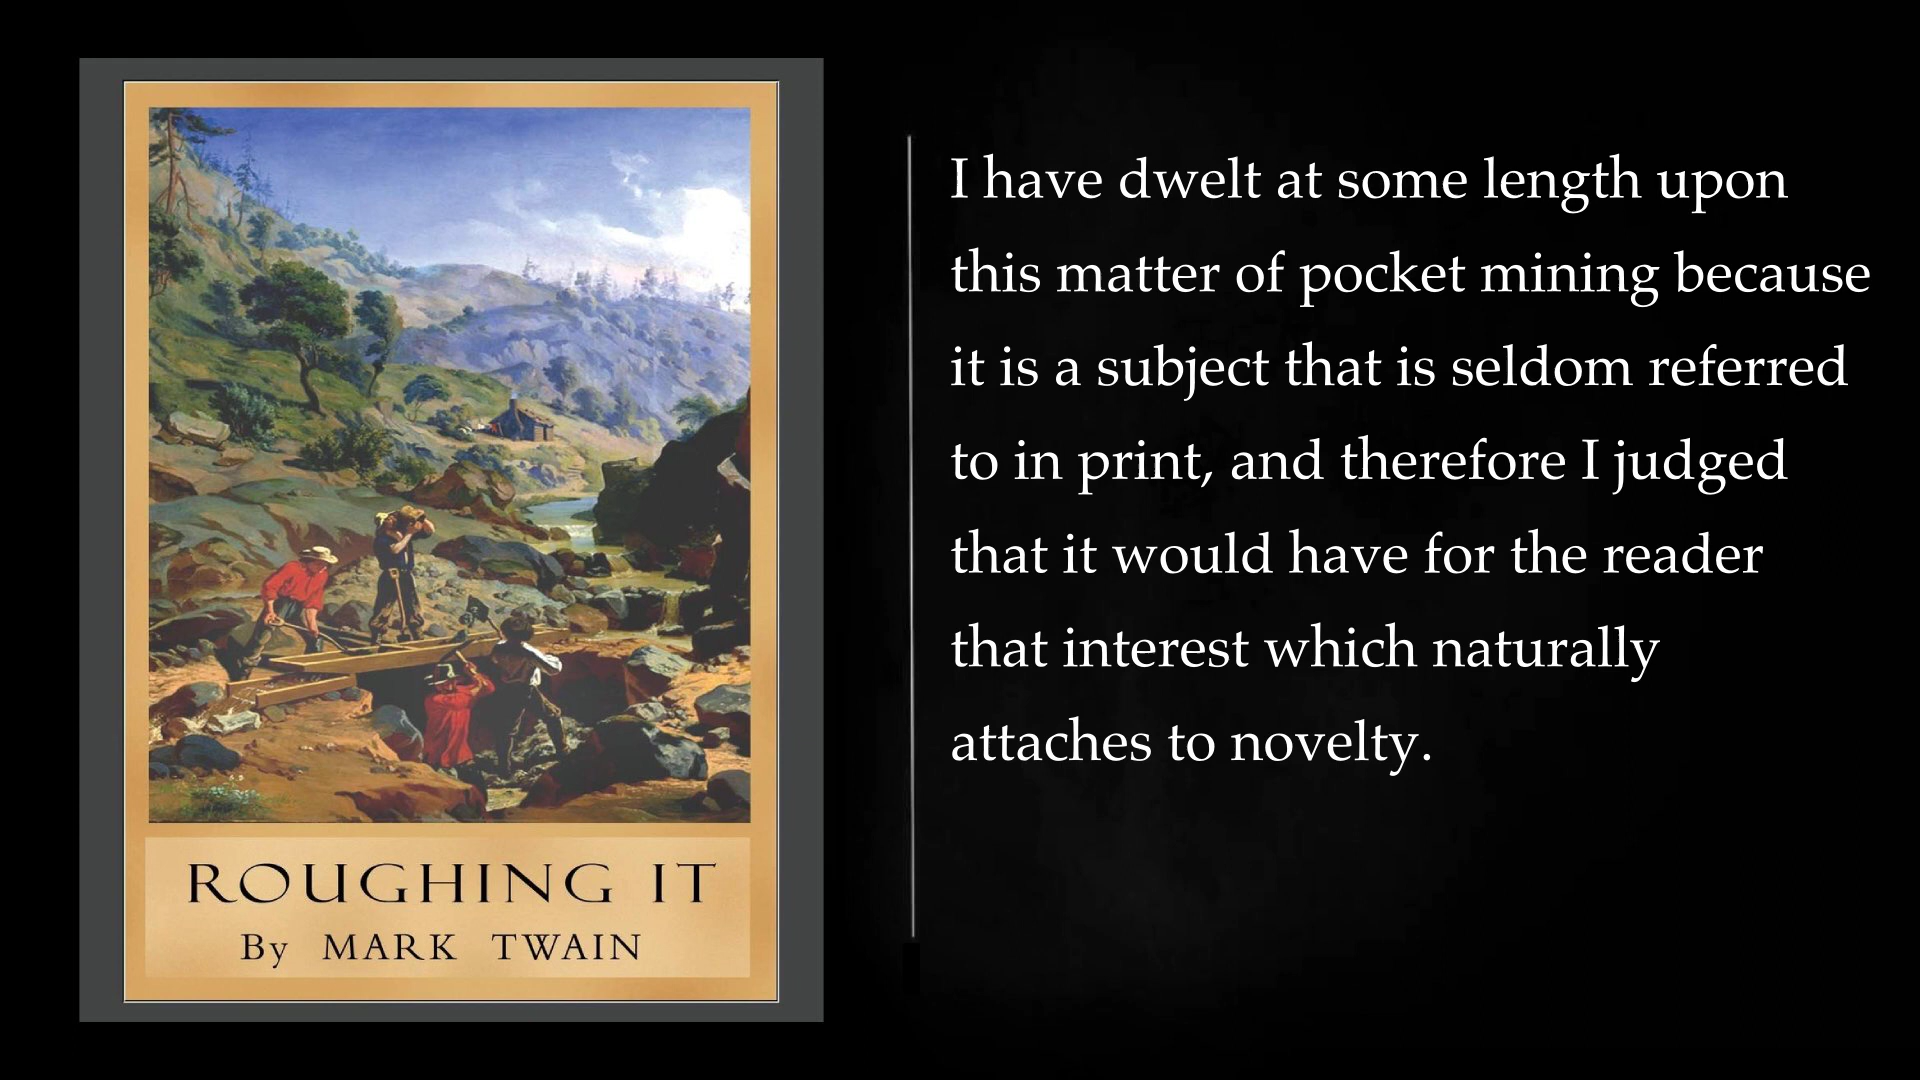 ROUGHING IT
By MARK TWAIN
I have dwelt at some length upon
this matter of pocket mining because
it is a subject that is seldom referred
to in print, and therefore I judged
that it would have for the reader
that interest which naturally
attaches to novelty.